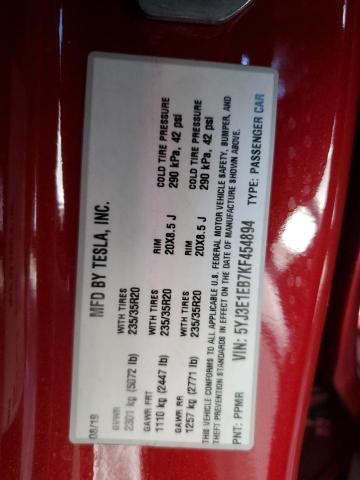 MFD BY TESLA, INC.
08/19
GVWR
2301 kg (5072 lb)
GAWR FRT WITH TIRES RIM COLD TIRE PRESSURE
1110 kg (2447 lb) 235/35R20 20X8.5 J 290 kPa, 42 psi
GAWR RR WITH TIRES RIM COLD TIRE PRESSURE
1257 kg (2771 lb) 235/35R20 20X8.5 J 290 kPa, 42 psi
THIS VEHICLE CONFORMS TO ALL APPLICABLE U.S. FEDERAL MOTOR VEHICLE SAFETY, BUMPER, AND
THEFT PREVENTION STANDARDS IN EFFECT ON THE DATE OF MANUFACTURE SHOWN ABOVE.
PNT: PPMR VIN: 5YJ3E1EB7KF454894 TYPE: PASSENGER CAR